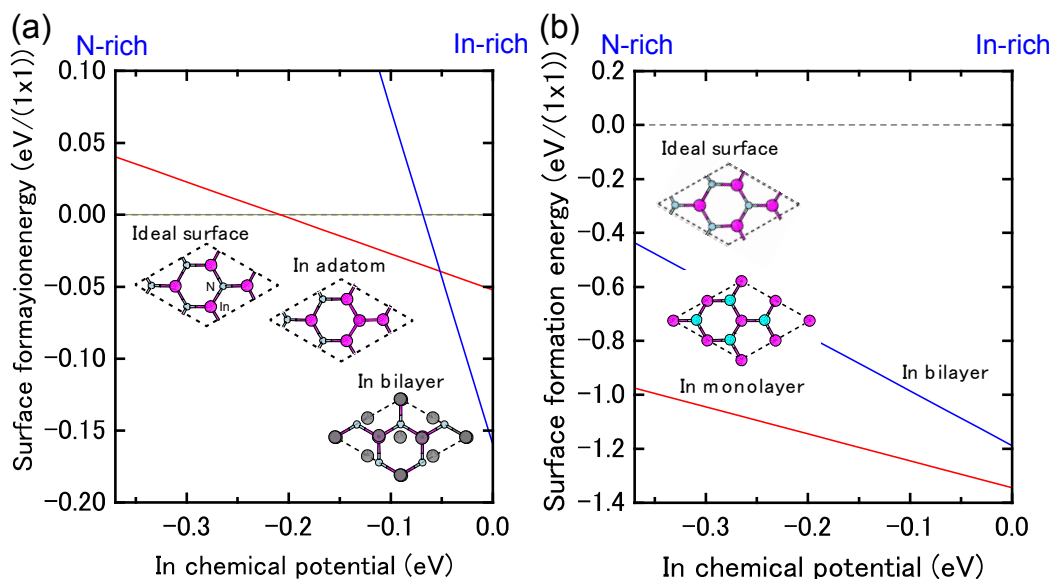 (a)
N-rich
In-rich
Surface formayionenergy (eV/(1x1))
0.10
0.05
0.00
−0.05
−0.10
−0.15
−0.20
Ideal surface
N
In
In adatom
In bilayer
−0.3
−0.2
−0.1
0.0
In chemical potential (eV)
(b)
N-rich
In-rich
Surface formation energy (eV/(1x1))
0.2
0.0
−0.2
−0.4
−0.6
−0.8
−1.0
−1.2
−1.4
Ideal surface
In monolayer
In bilayer
−0.3
−0.2
−0.1
0.0
In chemical potential (eV)